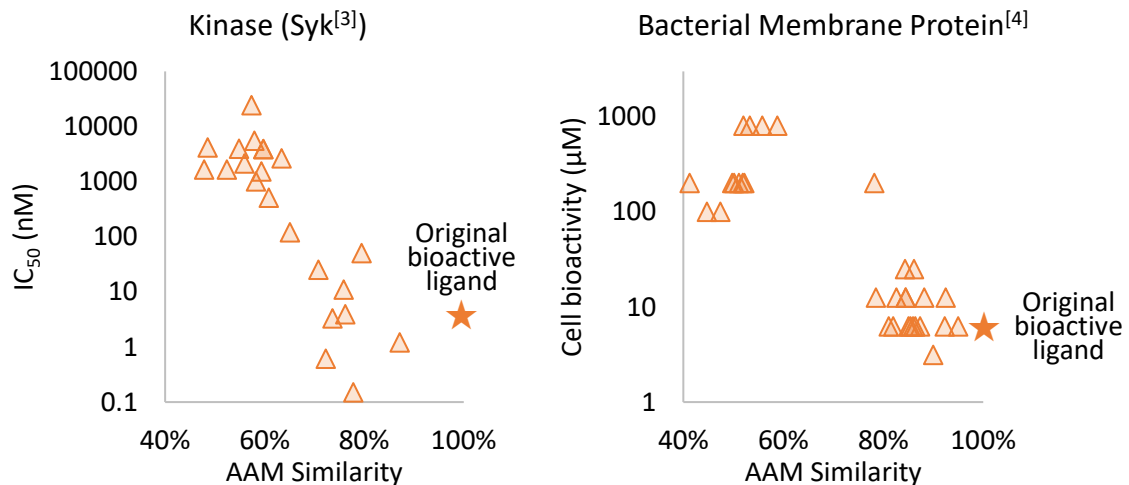 Kinase (Syk[3])
IC50 (nM)
100000
10000
1000
100
10
1
0.1
40%
60%
80%
100%
AAM Similarity
Original
bioactive
ligand
Bacterial Membrane Protein[4]
Cell bioactivity (µM)
1000
100
10
1
40%
60%
80%
100%
AAM Similarity
Original
bioactive
ligand